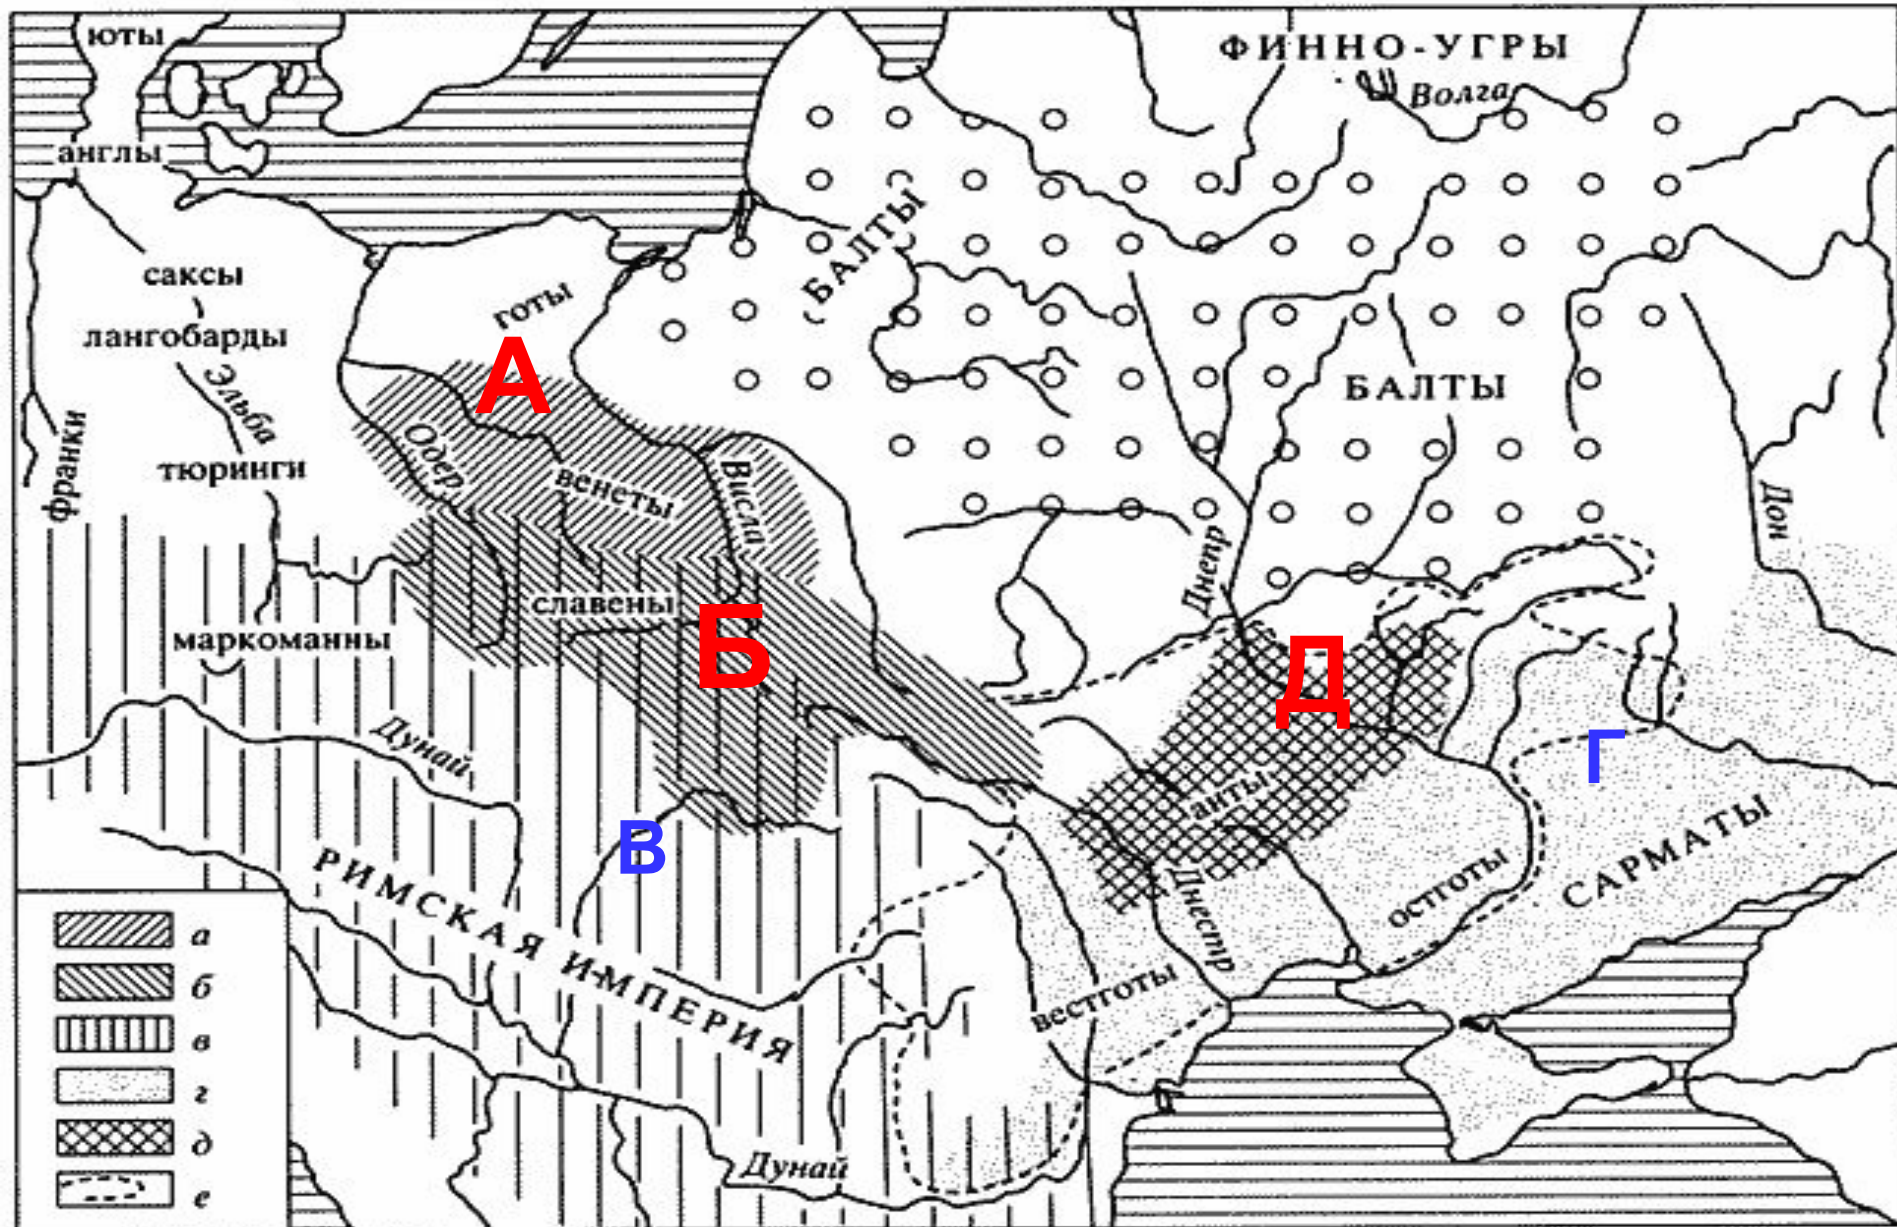 юты
ФИННО-УГРЫ
Волга
англы
БАЛТЫ
саксы
готы
лангобарды
А
Эльба
БАЛТЫ
франки
Одер
тюринги
венеты
Висла
Дон
Днепр
славены
маркоманны
Б
Д
Дунай
Г
анты
В
САРМАТЫ
остготы
РИМСКАЯ ИМПЕРИЯ
Днестр
вестготы
Дунай
а
б
в
г
д
е